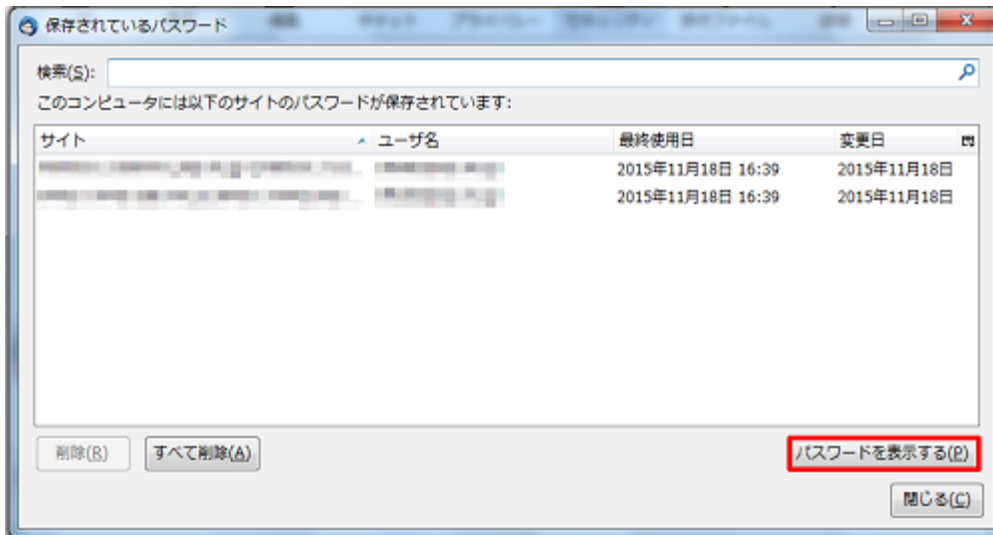 保存されているパスワード
検索(S):
このコンピュータには以下のサイトのパスワードが保存されています:
サイト ユーザ名 最終使用日 変更日
2015年11月18日 16:39 2015年11月18日
2015年11月18日 16:39 2015年11月18日
削除(R) すべて削除(A) パスワードを表示する(P)
閉じる(C)